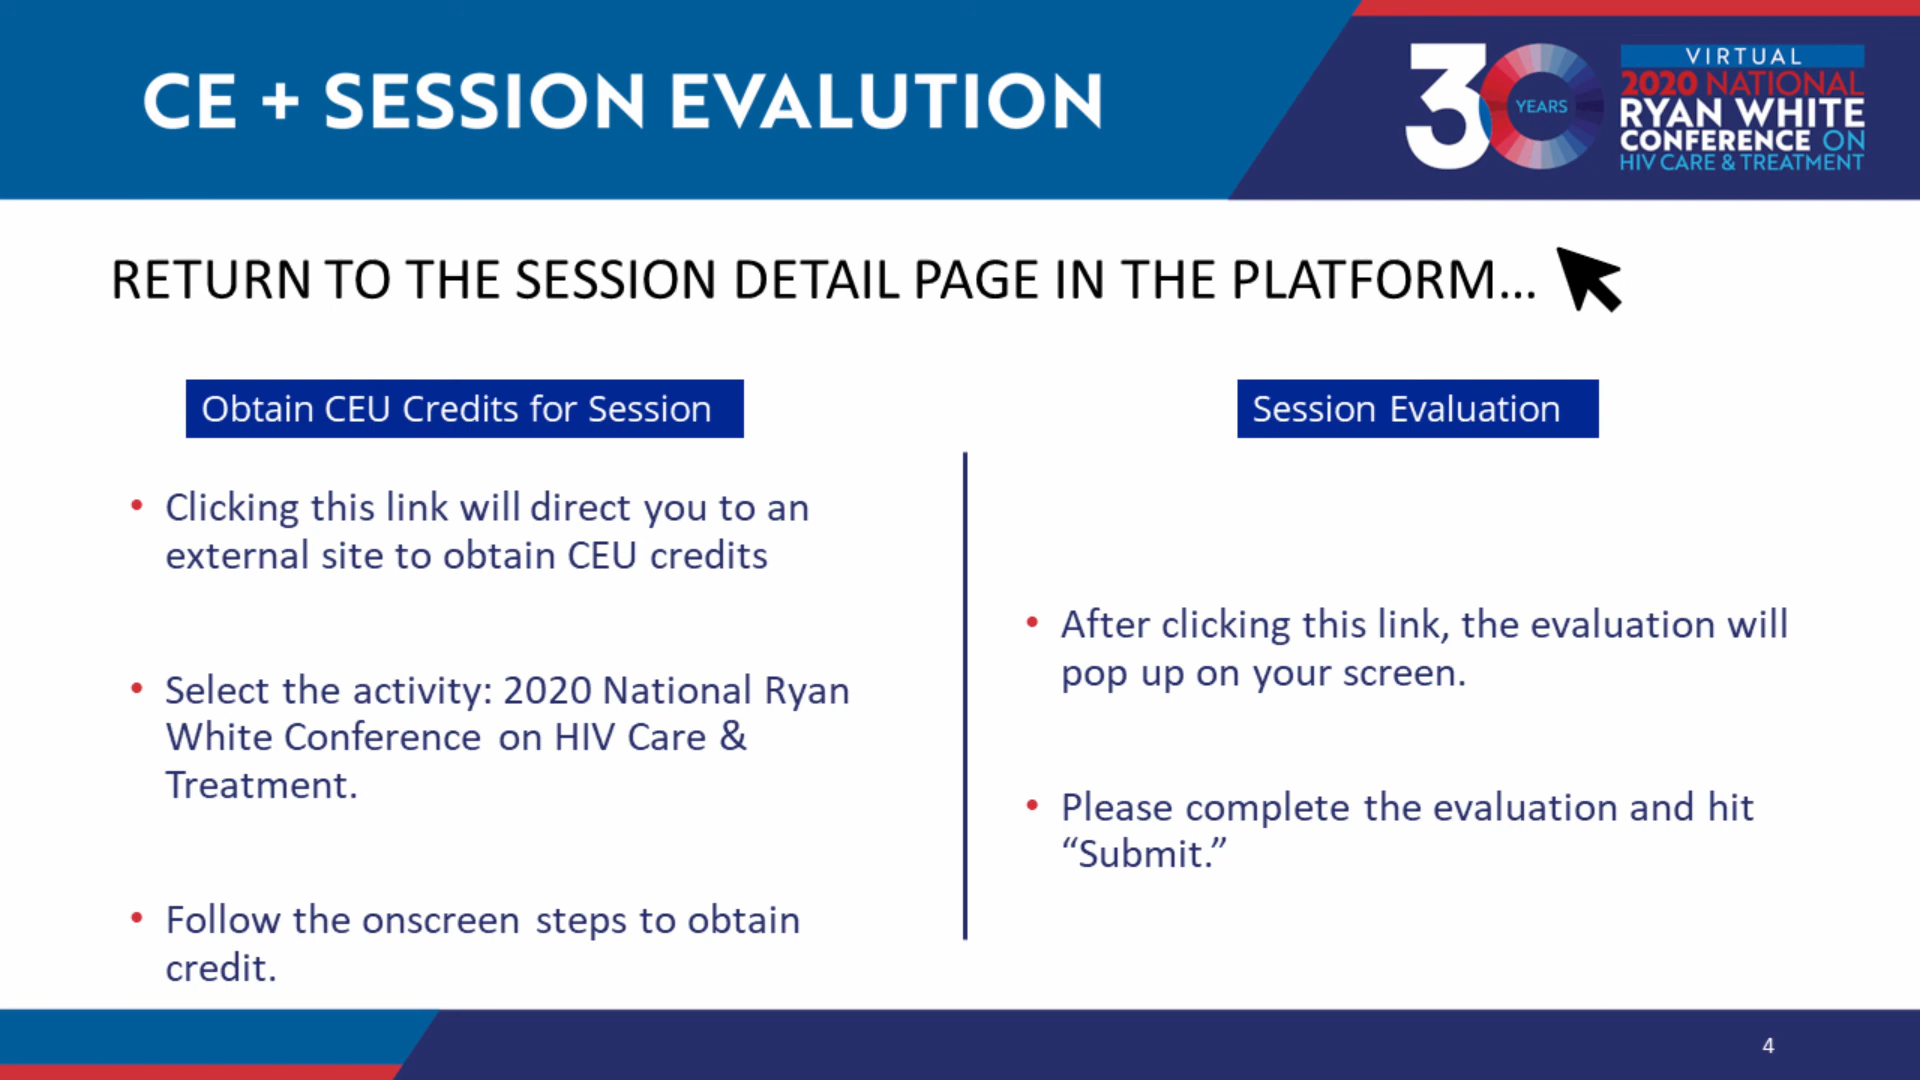 CE + SESSION EVALUTION
30 YEARS
VIRTUAL
2020 NATIONAL
RYAN WHITE
CONFERENCE ON
HIV CARE & TREATMENT
RETURN TO THE SESSION DETAIL PAGE IN THE PLATFORM...
Obtain CEU Credits for Session
• Clicking this link will direct you to an
external site to obtain CEU credits
• Select the activity: 2020 National Ryan
White Conference on HIV Care &
Treatment.
• Follow the onscreen steps to obtain
credit.
Session Evaluation
• After clicking this link, the evaluation will
pop up on your screen.
• Please complete the evaluation and hit
“Submit.”
4